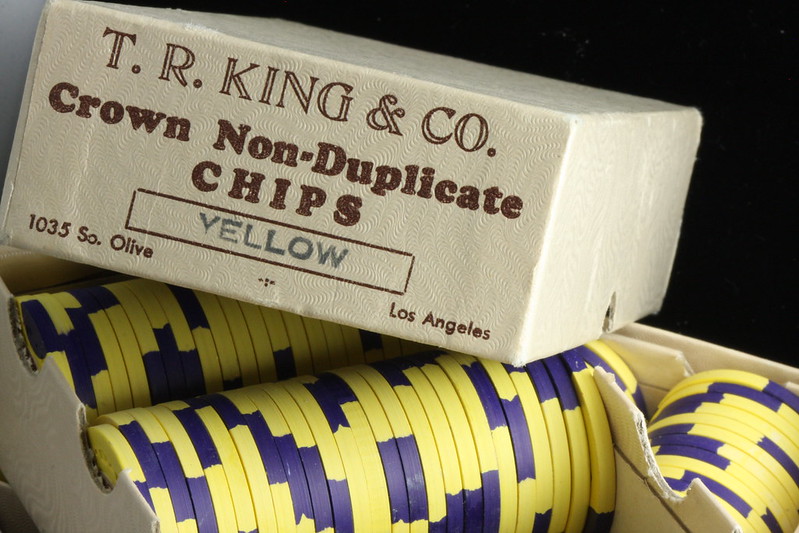 T. R. KING & CO.
Crown Non-Duplicate
CHIPS
YELLOW
1035 So. Olive
Los Angeles